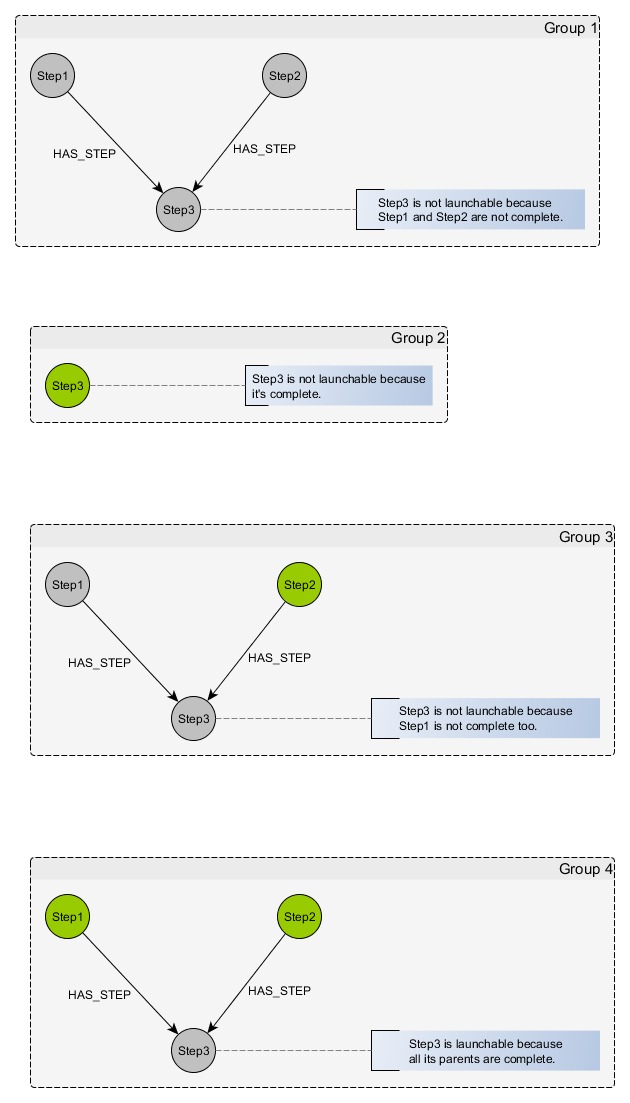 Group 1
Step1
Step2
HAS_STEP
HAS_STEP
Step3
Step3 is not launchable because
Step1 and Step2 are not complete.
Group 2
Step3
Step3 is not launchable because
it's complete.
Group 3
Step1
Step2
HAS_STEP
HAS_STEP
Step3
Step3 is not launchable because
Step1 is not complete too.
Group 4
Step1
Step2
HAS_STEP
HAS_STEP
Step3
Step3 is launchable because
all its parents are complete.